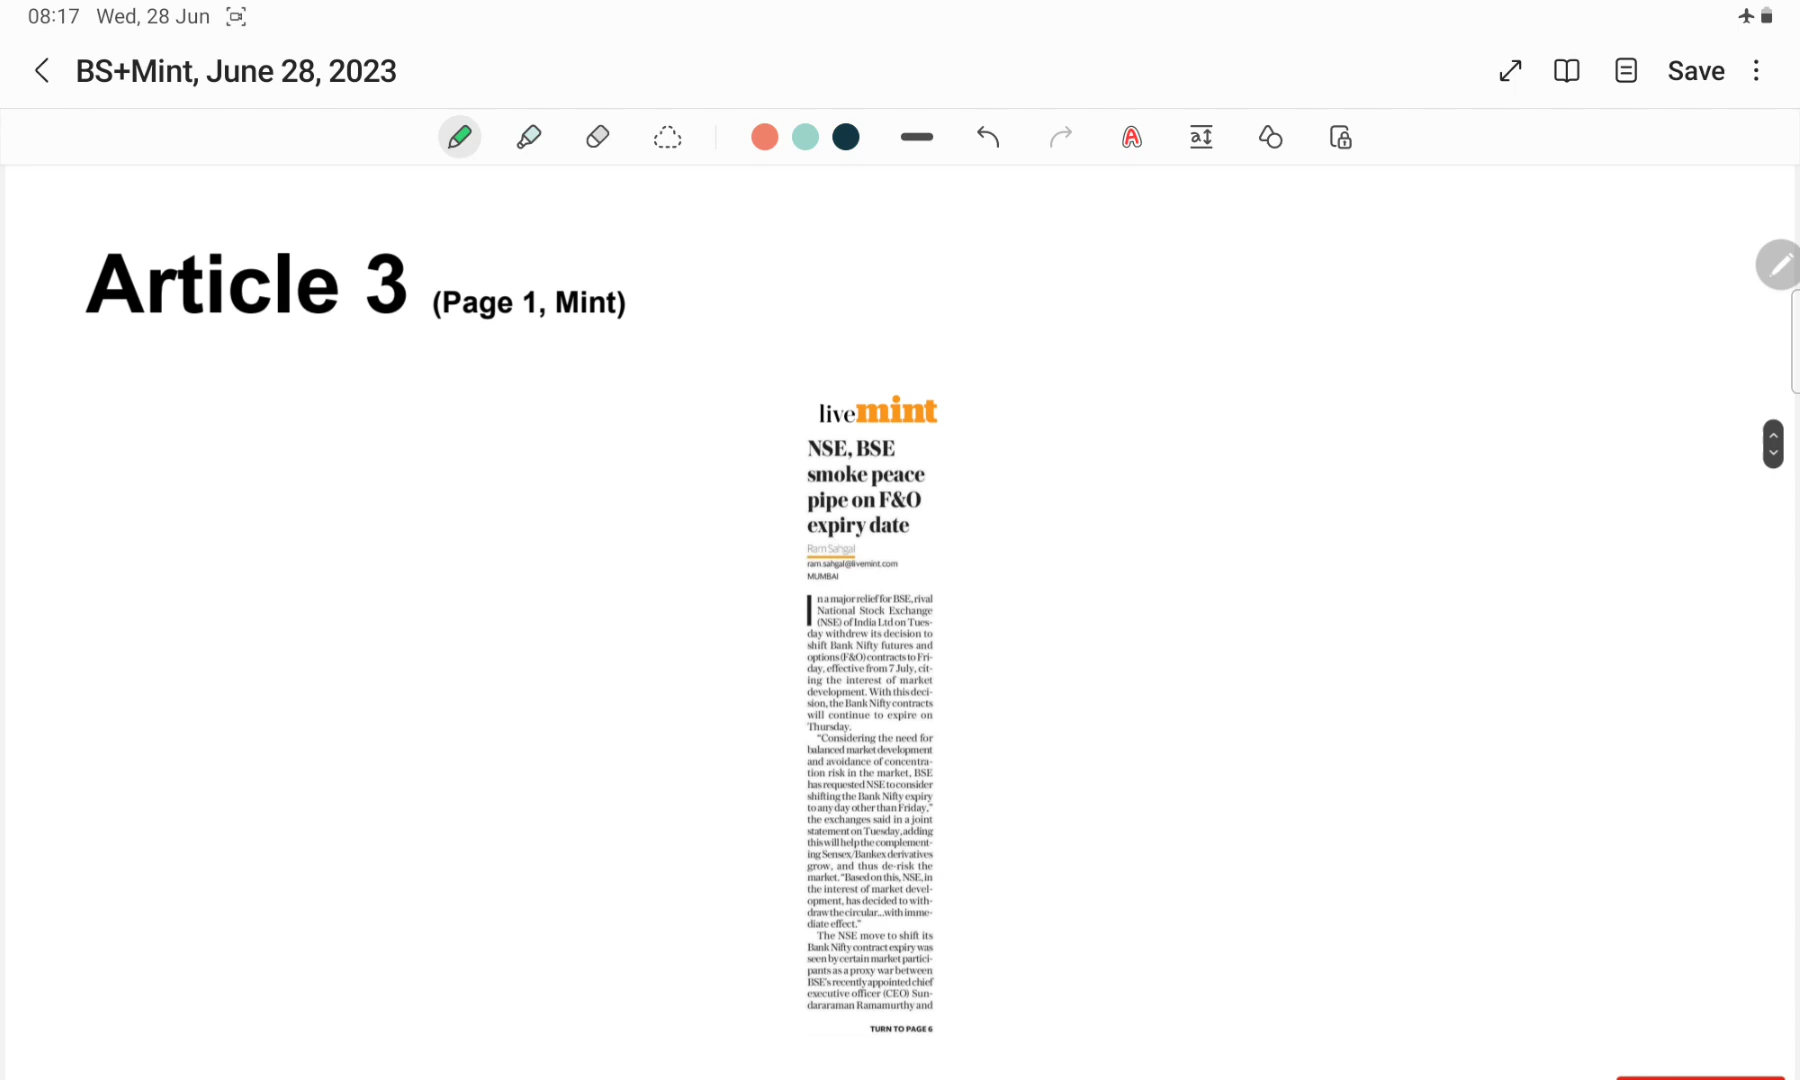 08:17 Wed, 28 Jun
BS+Mint, June 28, 2023
Save
A
a
Article 3 (Page 1, Mint)
livemint
NSE, BSE
smoke peace
pipe on F&O
expiry date
Ram Sahgal
ram.sahgal@livemint.com
MUMBAI
In a major relief for BSE, rival
National Stock Exchange
(NSE) of India Ltd on Tues-
day withdrew its decision to
shift Bank Nifty futures and
options (F&O) contracts to Fri-
day, effective from 7 July, cit-
ing the interest of market
development. With this deci-
sion, the Bank Nifty contracts
will continue to expire on
Thursday.
"Considering the need for
balanced market development
and avoidance of concentra-
tion risk in the market, BSE
has requested NSE to consider
shifting the Bank Nifty expiry
to any day other than Friday,"
the exchanges said in a joint
statement on Tuesday, adding
this will help the complement-
ing Sensex/Bankex derivatives
grow, and thus de-risk the
market. "Based on this, NSE, in
the interest of market devel-
opment, has decided to with-
draw the circular...with imme-
diate effect."
The NSE move to shift its
Bank Nifty contract expiry was
seen by certain market partici-
pants as a proxy war between
BSE's recently appointed chief
executive officer (CEO) Sun-
dararaman Ramamurthy and
TURN TO PAGE 6